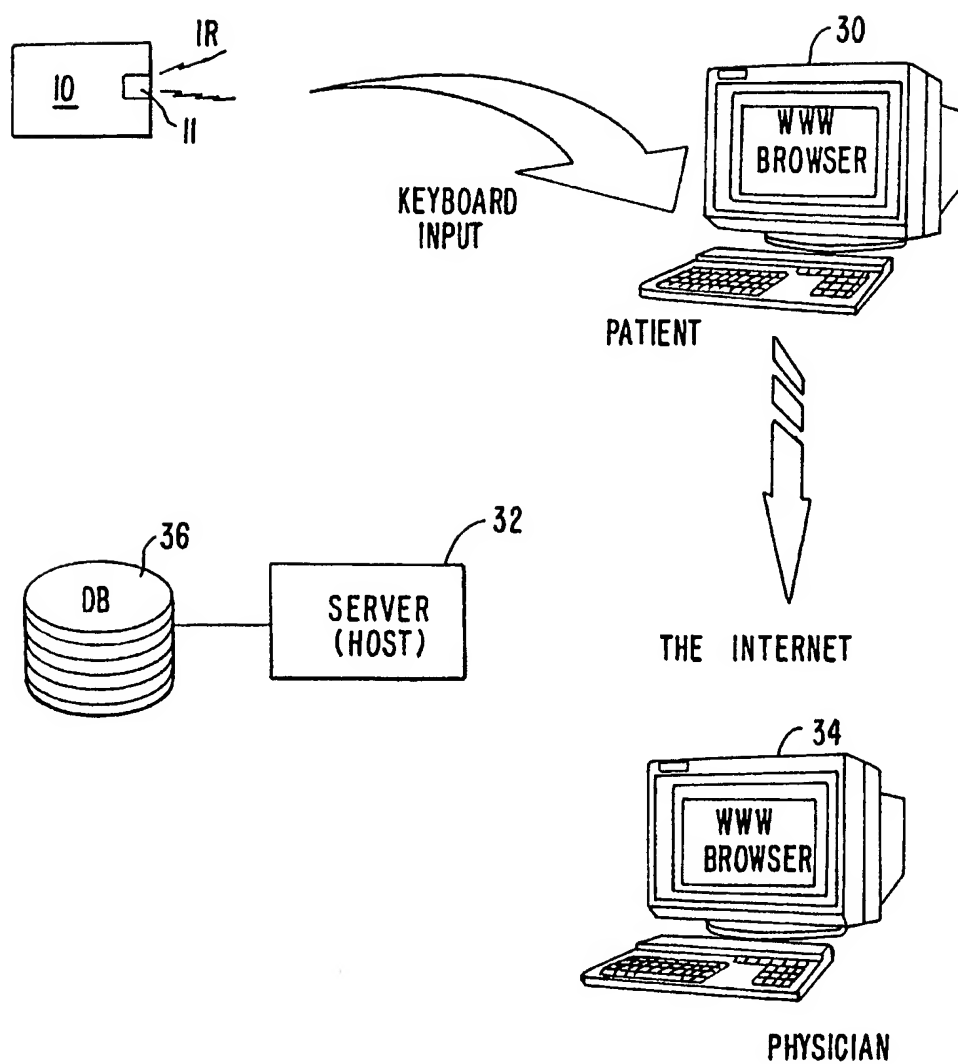 IR
10
11
30
WWW
BROWSER
KEYBOARD
INPUT
PATIENT
36
DB
32
SERVER
(HOST)
THE INTERNET
34
WWW
BROWSER
PHYSICIAN